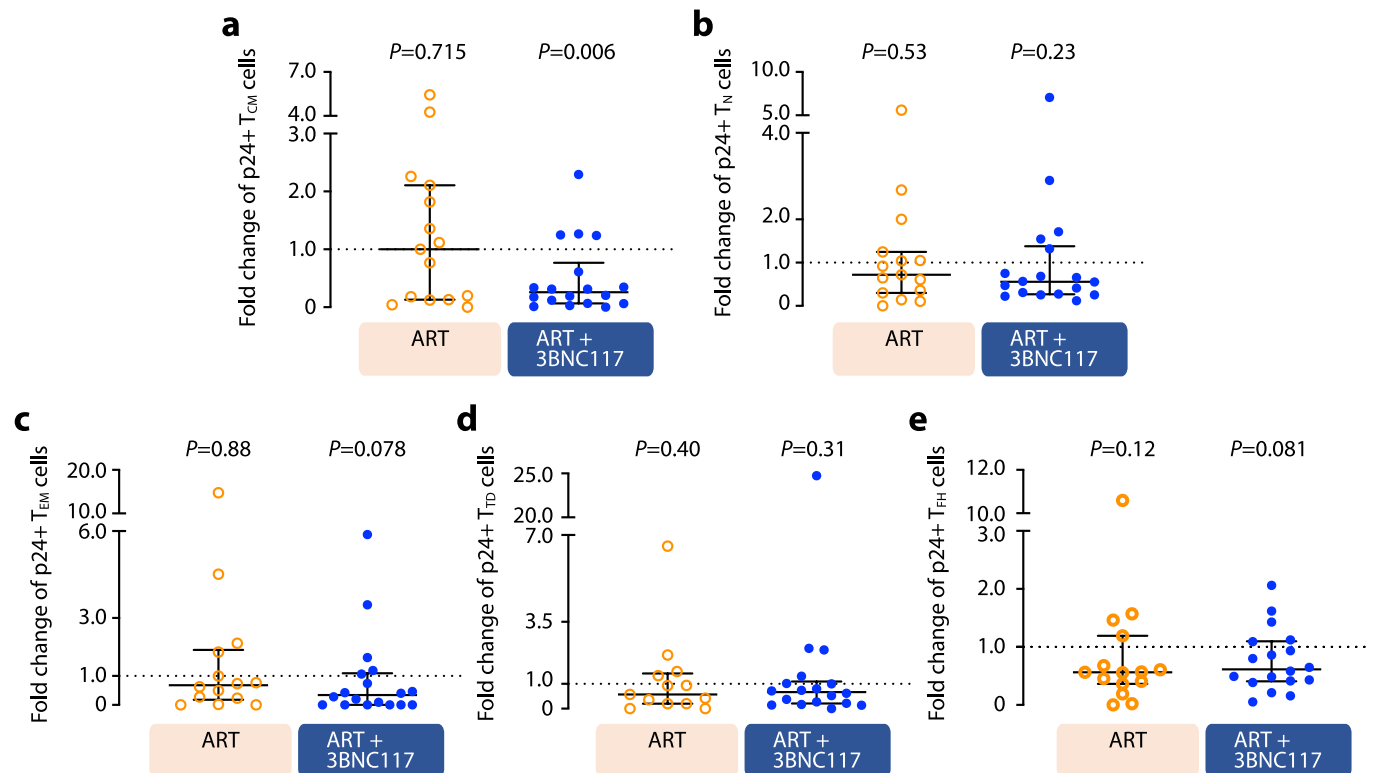 a
P=0.715
P=0.006
Fold change of p24+ TCM cells
7.0
4.0
3.0
2.0
1.0
0
ART
ART +
3BNC117
b
P=0.53
P=0.23
Fold change of p24+ TN cells
10.0
5.0
4.0
2.0
1.0
0
ART
ART +
3BNC117
c
P=0.88
P=0.078
Fold change of p24+ TEM cells
20.0
10.0
6.0
3.0
1.0
0
ART
ART +
3BNC117
d
P=0.40
P=0.31
Fold change of p24+ TTD cells
25.0
20.0
7.0
3.5
1.0
0
ART
ART +
3BNC117
e
P=0.12
P=0.081
Fold change of p24+ TFH cells
12.0
10.0
3.0
2.0
1.0
0
ART
ART +
3BNC117